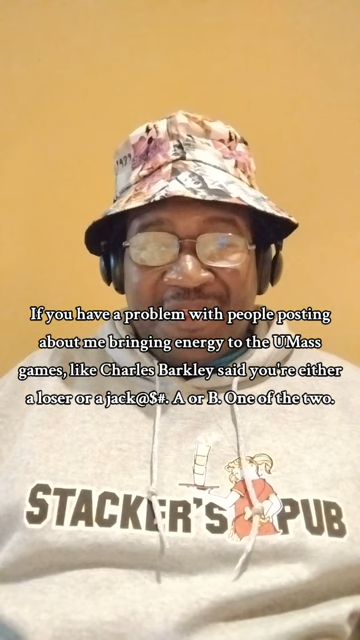 1973
If you have a problem with people posting
about me bringing energy to the UMass
games, like Charles Barkley said you're either
a loser or a jack@$#. A or B. One of the two.
STACKER'S PUB